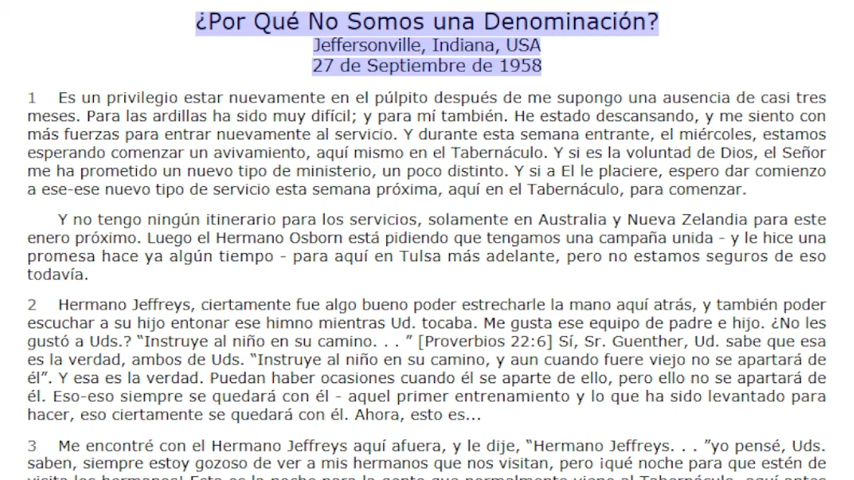 ¿Por Qué No Somos una Denominación?
Jeffersonville, Indiana, USA
27 de Septiembre de 1958
1 Es un privilegio estar nuevamente en el púlpito después de me supongo una ausencia de casi tres
meses. Para las ardillas ha sido muy difícil; y para mí también. He estado descansando, y me siento con
más fuerzas para entrar nuevamente al servicio. Y durante esta semana entrante, el miércoles, estamos
esperando comenzar un avivamiento, aquí mismo en el Tabernáculo. Y si es la voluntad de Dios, el Señor
me ha prometido un nuevo tipo de ministerio, un poco distinto. Y si a El le placiere, espero dar comienzo
a ese-ese nuevo tipo de servicio esta semana próxima, aquí en el Tabernáculo, para comenzar.
Y no tengo ningún itinerario para los servicios, solamente en Australia y Nueva Zelandia para este
enero próximo. Luego el Hermano Osborn está pidiendo que tengamos una campaña unida - y le hice una
promesa hace ya algún tiempo - para aquí en Tulsa más adelante, pero no estamos seguros de eso
todavía.
2 Hermano Jeffreys, ciertamente fue algo bueno poder estrecharle la mano aquí atrás, y también poder
escuchar a su hijo entonar ese himno mientras Ud. tocaba. Me gusta ese equipo de padre e hijo. ¿No les
gustó a Uds.? “Instruye al niño en su camino. . . ” [Proverbios 22:6] Sí, Sr. Guenther, Ud. sabe que esa
es la verdad, ambos de Uds. “Instruye al niño en su camino, y aun cuando fuere viejo no se apartará de
él”. Y esa es la verdad. Puedan haber ocasiones cuando él se aparte de ello, pero ello no se apartará de
él. Eso-eso siempre se quedará con él - aquel primer entrenamiento y lo que ha sido levantado para
hacer, eso ciertamente se quedará con él. Ahora, esto es...
3 Me encontré con el Hermano Jeffreys aquí afuera, y le dije, “Hermano Jeffreys. . . ”yo pensé, Uds.
saben, siempre estoy gozoso de ver a mis hermanos que nos visitan, pero ¡qué noche para que estén de